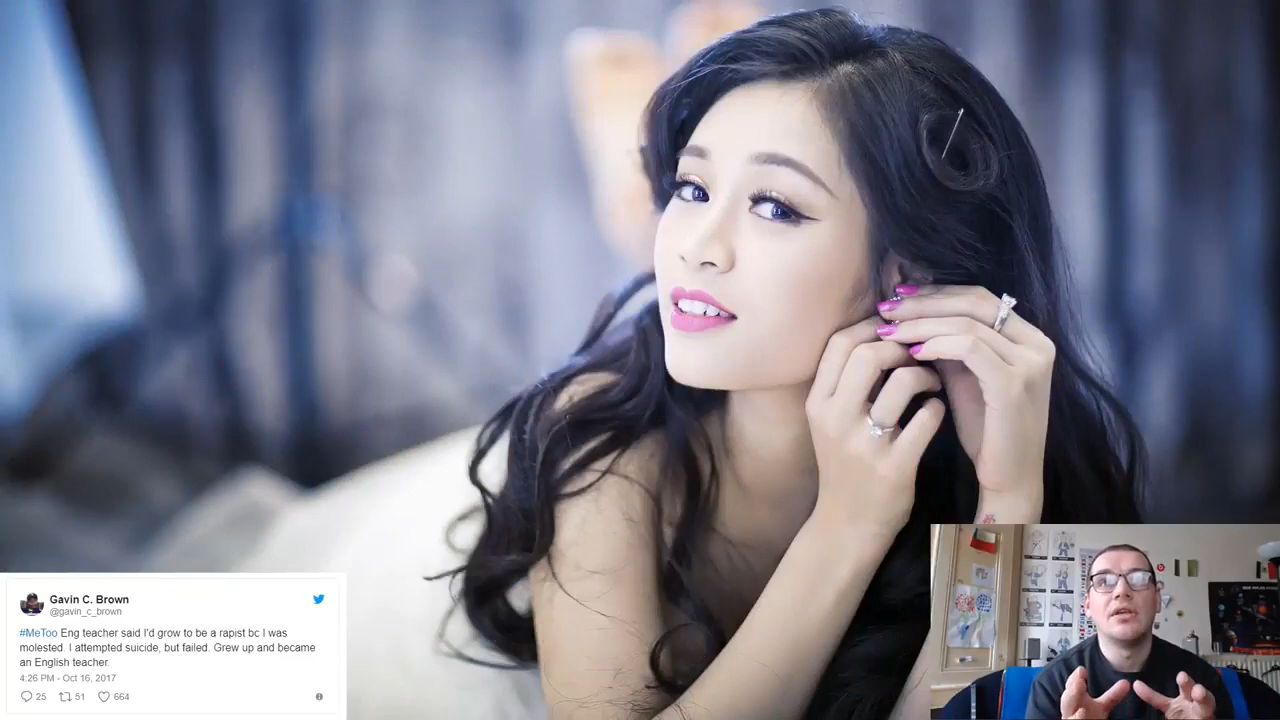 Gavin C. Brown
@gavin_c_brown
#MeToo Eng teacher said I'd grow to be a rapist bc I was
molested. I attempted suicide, but failed. Grew up and became
an English teacher.
4:26 PM - Oct 16, 2017
25 51 664